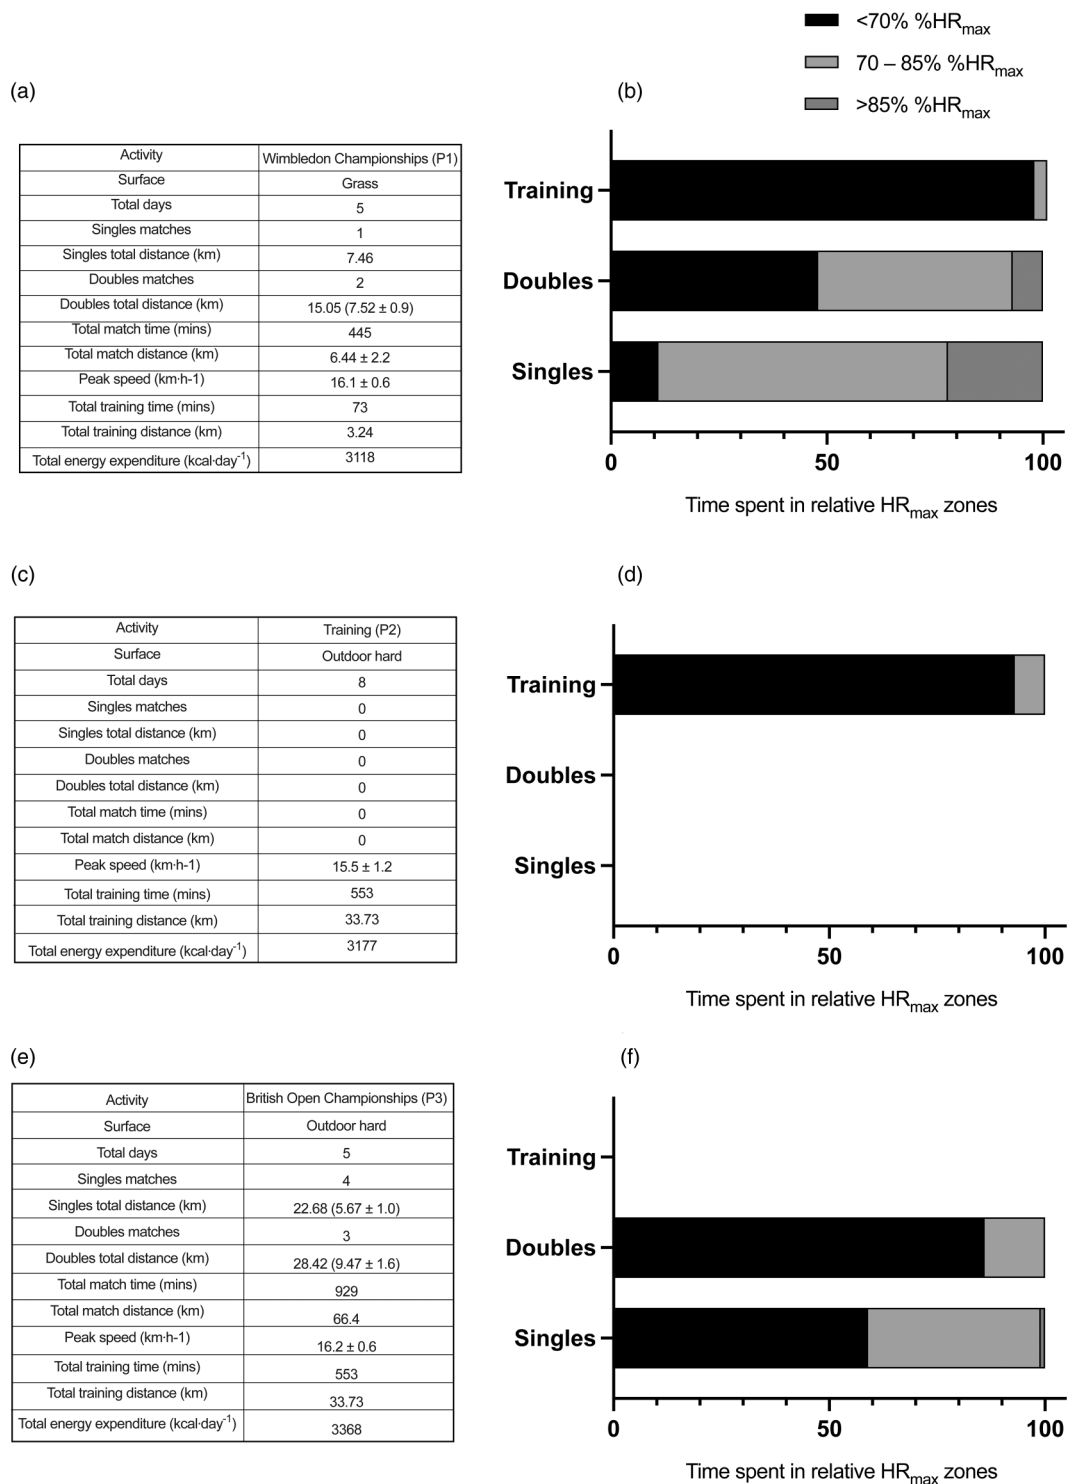 <70% %HRmax
70 – 85% %HRmax
>85% %HRmax
(a)
Activity Wimbledon Championships (P1)
Surface Grass
Total days 5
Singles matches 1
Singles total distance (km) 7.46
Doubles matches 2
Doubles total distance (km) 15.05 (7.52 ± 0.9)
Total match time (mins) 445
Total match distance (km) 6.44 ± 2.2
Peak speed (km·h-1) 16.1 ± 0.6
Total training time (mins) 73
Total training distance (km) 3.24
Total energy expenditure (kcal·day-1) 3118
(b)
Training
Doubles
Singles
0 50 100
Time spent in relative HRmax zones
(c)
Activity Training (P2)
Surface Outdoor hard
Total days 8
Singles matches 0
Singles total distance (km) 0
Doubles matches 0
Doubles total distance (km) 0
Total match time (mins) 0
Total match distance (km) 0
Peak speed (km·h-1) 15.5 ± 1.2
Total training time (mins) 553
Total training distance (km) 33.73
Total energy expenditure (kcal·day-1) 3177
(d)
Training
Doubles
Singles
0 50 100
Time spent in relative HRmax zones
(e)
Activity British Open Championships (P3)
Surface Outdoor hard
Total days 5
Singles matches 4
Singles total distance (km) 22.68 (5.67 ± 1.0)
Doubles matches 3
Doubles total distance (km) 28.42 (9.47 ± 1.6)
Total match time (mins) 929
Total match distance (km) 66.4
Peak speed (km·h-1) 16.2 ± 0.6
Total training time (mins) 553
Total training distance (km) 33.73
Total energy expenditure (kcal·day-1) 3368
(f)
Training
Doubles
Singles
0 50 100
Time spent in relative HRmax zones